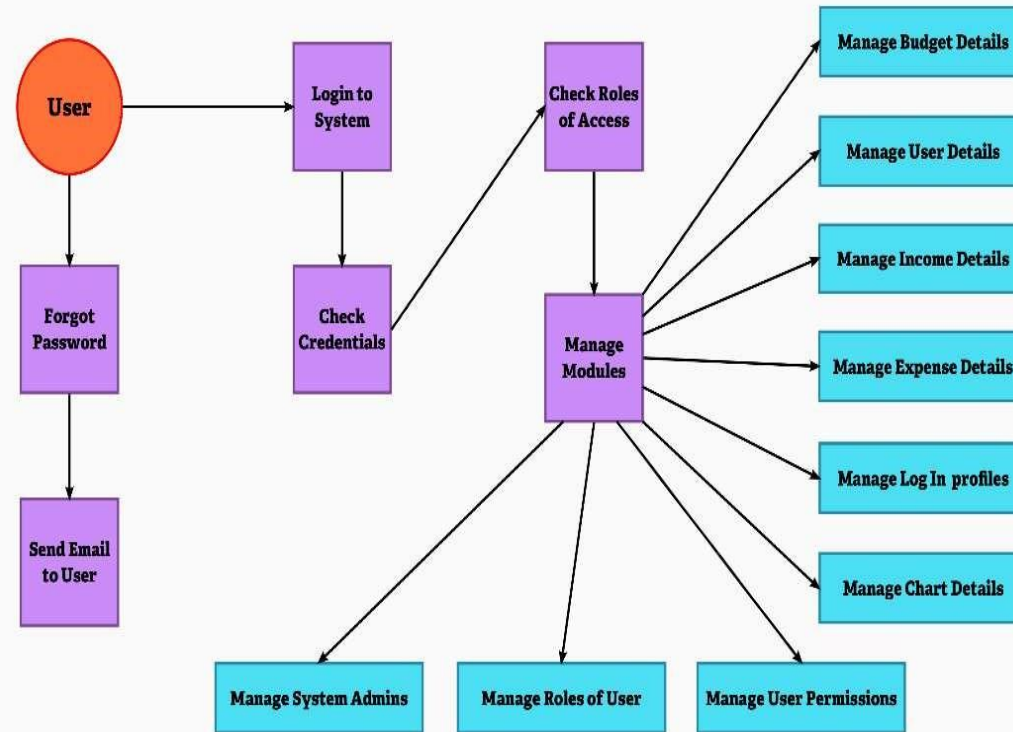 User
Login to
System
Check Roles
of Access
Manage Budget Details
Manage User Details
Manage Income Details
Forgot
Password
Check
Credentials
Manage
Modules
Manage Expense Details
Manage Log In profiles
Send Email
to User
Manage Chart Details
Manage System Admins
Manage Roles of User
Manage User Permissions